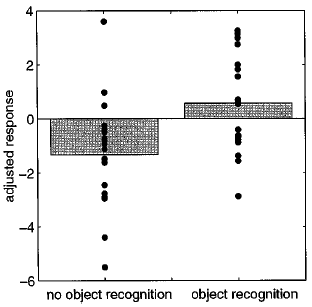 4
2
0
−2
−4
−6
adjusted response
no object recognition
object recognition